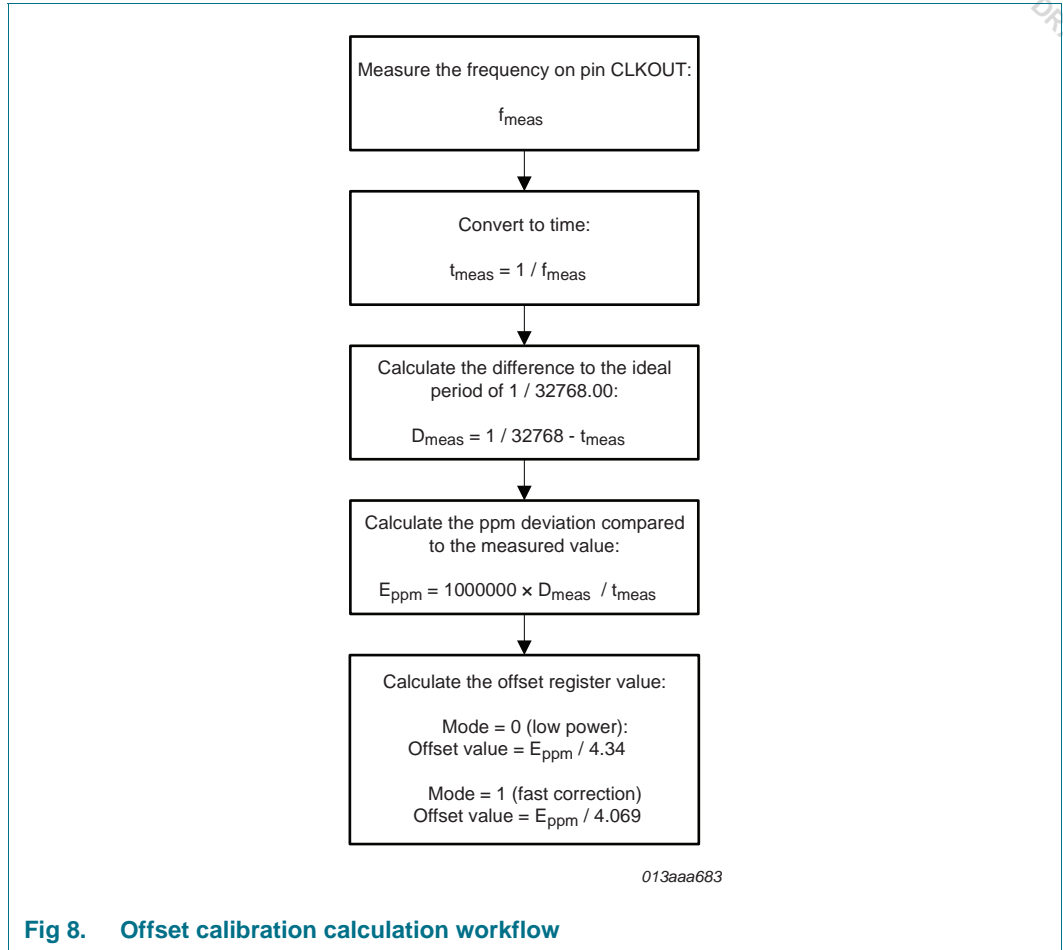 Measure the frequency on pin CLKOUT:
fmeas
Convert to time:
tmeas = 1 / fmeas
Calculate the difference to the ideal
period of 1 / 32768.00:
Dmeas = 1 / 32768 - tmeas
Calculate the ppm deviation compared
to the measured value:
Eppm = 1000000 × Dmeas / tmeas
Calculate the offset register value:
Mode = 0 (low power):
Offset value = Eppm / 4.34
Mode = 1 (fast correction)
Offset value = Eppm / 4.069
013aaa683
Fig 8. Offset calibration calculation workflow